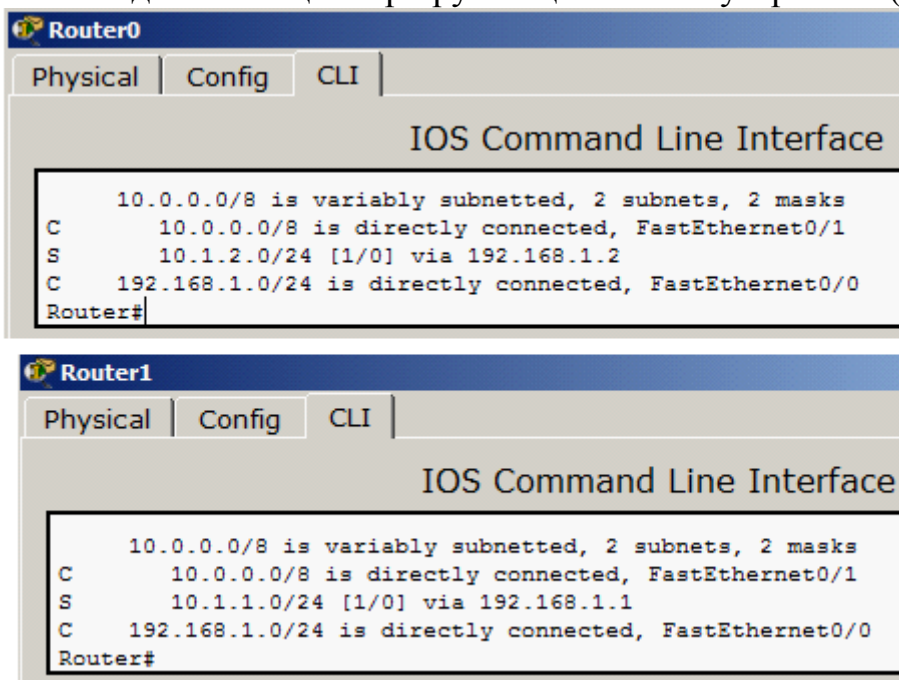 Router0
Physical Config CLI
IOS Command Line Interface
10.0.0.0/8 is variably subnetted, 2 subnets, 2 masks
C 10.0.0.0/8 is directly connected, FastEthernet0/1
S 10.1.2.0/24 [1/0] via 192.168.1.2
C 192.168.1.0/24 is directly connected, FastEthernet0/0
Router#
Router1
Physical Config CLI
IOS Command Line Interface
10.0.0.0/8 is variably subnetted, 2 subnets, 2 masks
C 10.0.0.0/8 is directly connected, FastEthernet0/1
S 10.1.1.0/24 [1/0] via 192.168.1.1
C 192.168.1.0/24 is directly connected, FastEthernet0/0
Router#